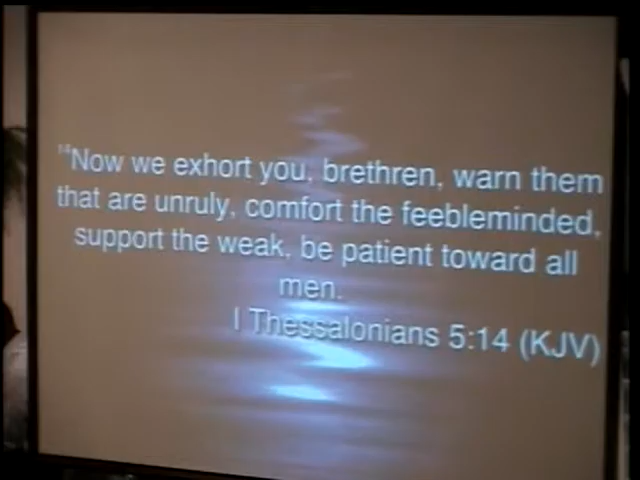 14Now we exhort you, brethren, warn them
that are unruly, comfort the feebleminded,
support the weak, be patient toward all
men.
I Thessalonians 5:14 (KJV)